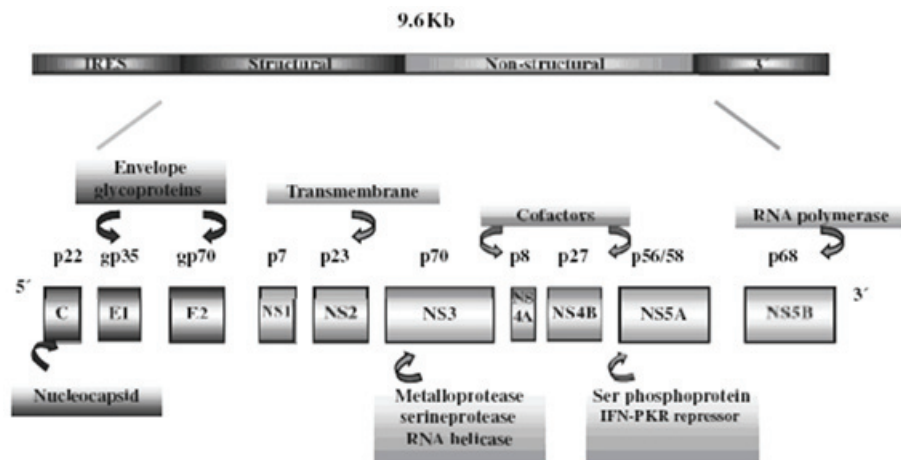 9.6Kb
IRES Structural Non-structural 3´
Envelope
glycoproteins
Transmembrane
Cofactors
RNA polymerase
p22 gp35 gp70 p7 p23 p70 p8 p27 p56/58 p68
5´ C E1 E2 NS1 NS2 NS3 NS 4A NS4B NS5A NS5B 3´
Nucleocapsid
Metalloprotease
serineprotease
RNA helicase
Ser phosphoprotein
IFN-PKR repressor